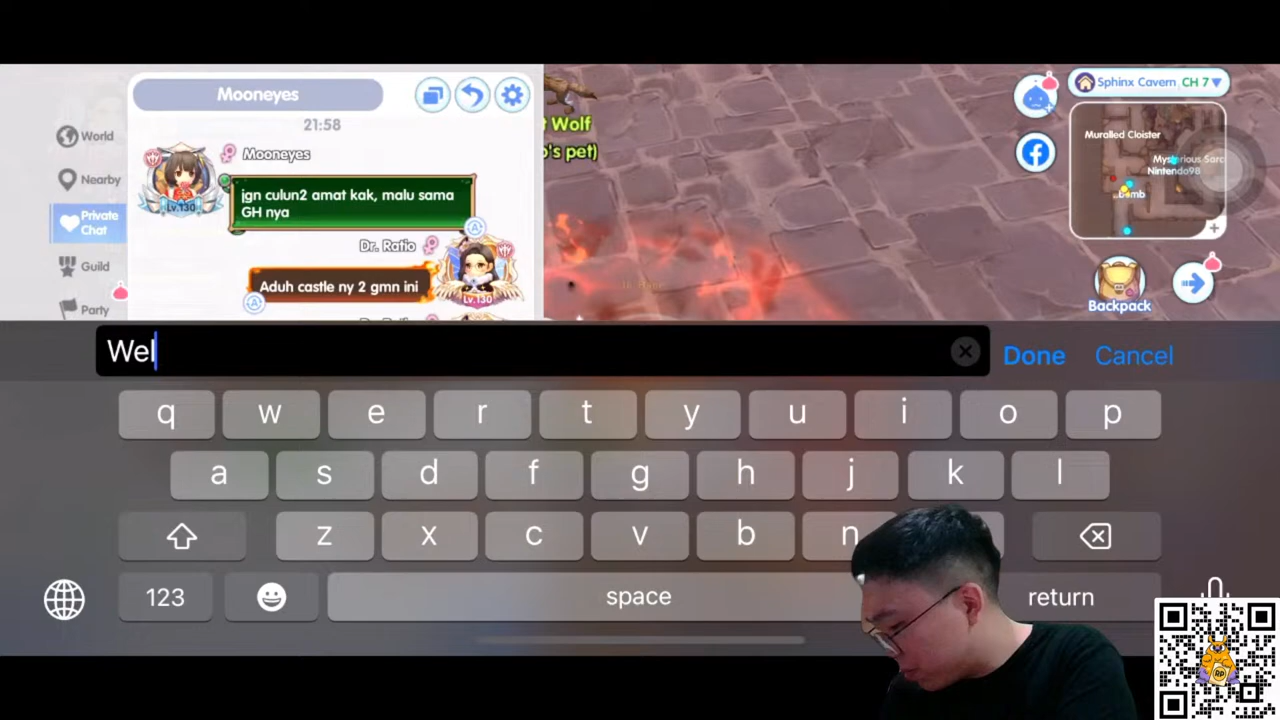 Mooneyes
21:58
World
Mooneyes
Nearby
Lv.130
jgn culun2 amat kak, malu sama
GH nya
Private
Chat
Dr. Ratio
Guild
Aduh castle ny 2 gmn ini
Lv.130
Party
Wolf
's pet)
Sphinx Cavern CH 7
Muralled Cloister
Nintendo98
..bomb
Backpack
Wel
Done
Cancel
q w e r t y u i o p
a s d f g h j k l
z x c v b n
123
space
return
RP